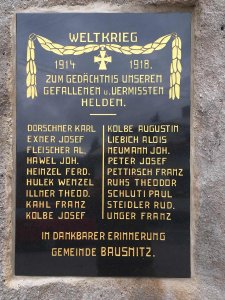 WELTKRIEG
1914 1918.
ZUM GEDÄCHTNIS UNSEREN
GEFALLENEN u. VERMISSTEN
HELDEN.
DORSCHNER KARL
EXNER JOSEF
FLEISCHER AL.
HAWEL JOH.
HEINZEL FERD.
HULEK WENZEL
ILLNER THEOD.
KAHL FRANZ
KOLBE JOSEF
KOLBE AUGUSTIN
LIEBICH ALOIS
NEUMANN JOH.
PETER JOSEF
PETTIRSCH FRANZ
RUHS THEODOR
SCHLUTI PAUL
STEIDLER RUD.
UNGER FRANZ
IN DANKBARER ERINNERUNG
GEMEINDE BAUSNITZ.